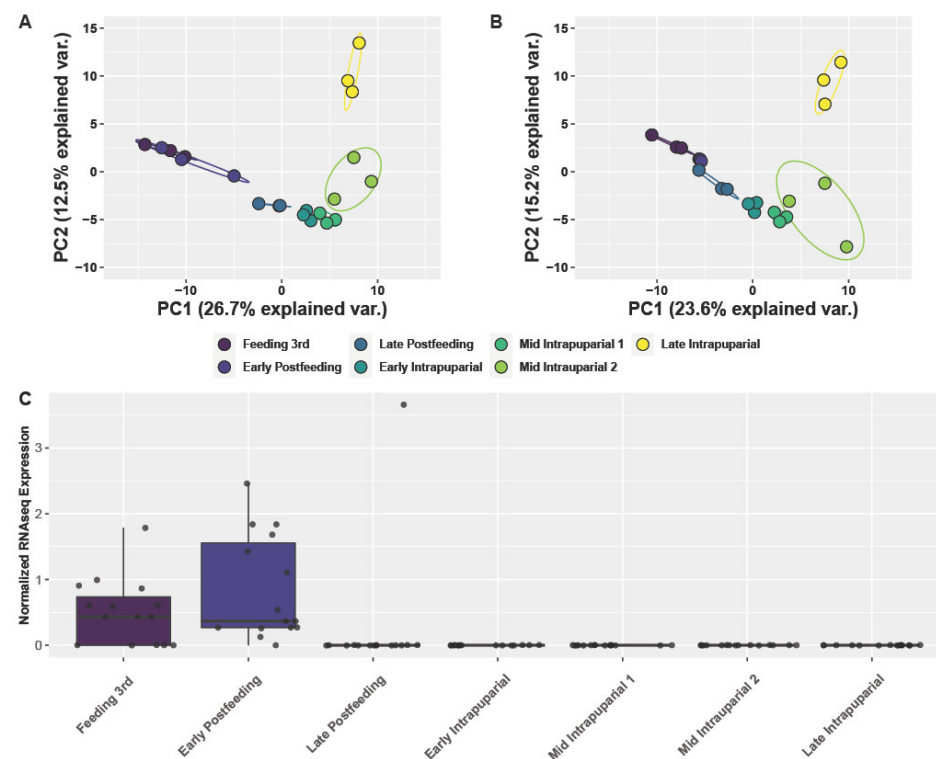 A
B
PC2 (12.5% explained var.)
15
10
5
0
−5
−10
−10
0
10
PC1 (26.7% explained var.)
PC2 (15.2% explained var.)
15
10
5
0
−5
−10
−10
0
10
PC1 (23.6% explained var.)
Feeding 3rd
Late Postfeeding
Mid Intrapuparial 1
Late Intrapuparial
Early Postfeeding
Early Intrapuparial
Mid Intrauparial 2
C
Normalized RNAseq Expression
3
2
1
0
Feeding 3rd
Early Postfeeding
Late Postfeeding
Early Intrapuparial
Mid Intrapuparial 1
Mid Intrauparial 2
Late Intrapuparial